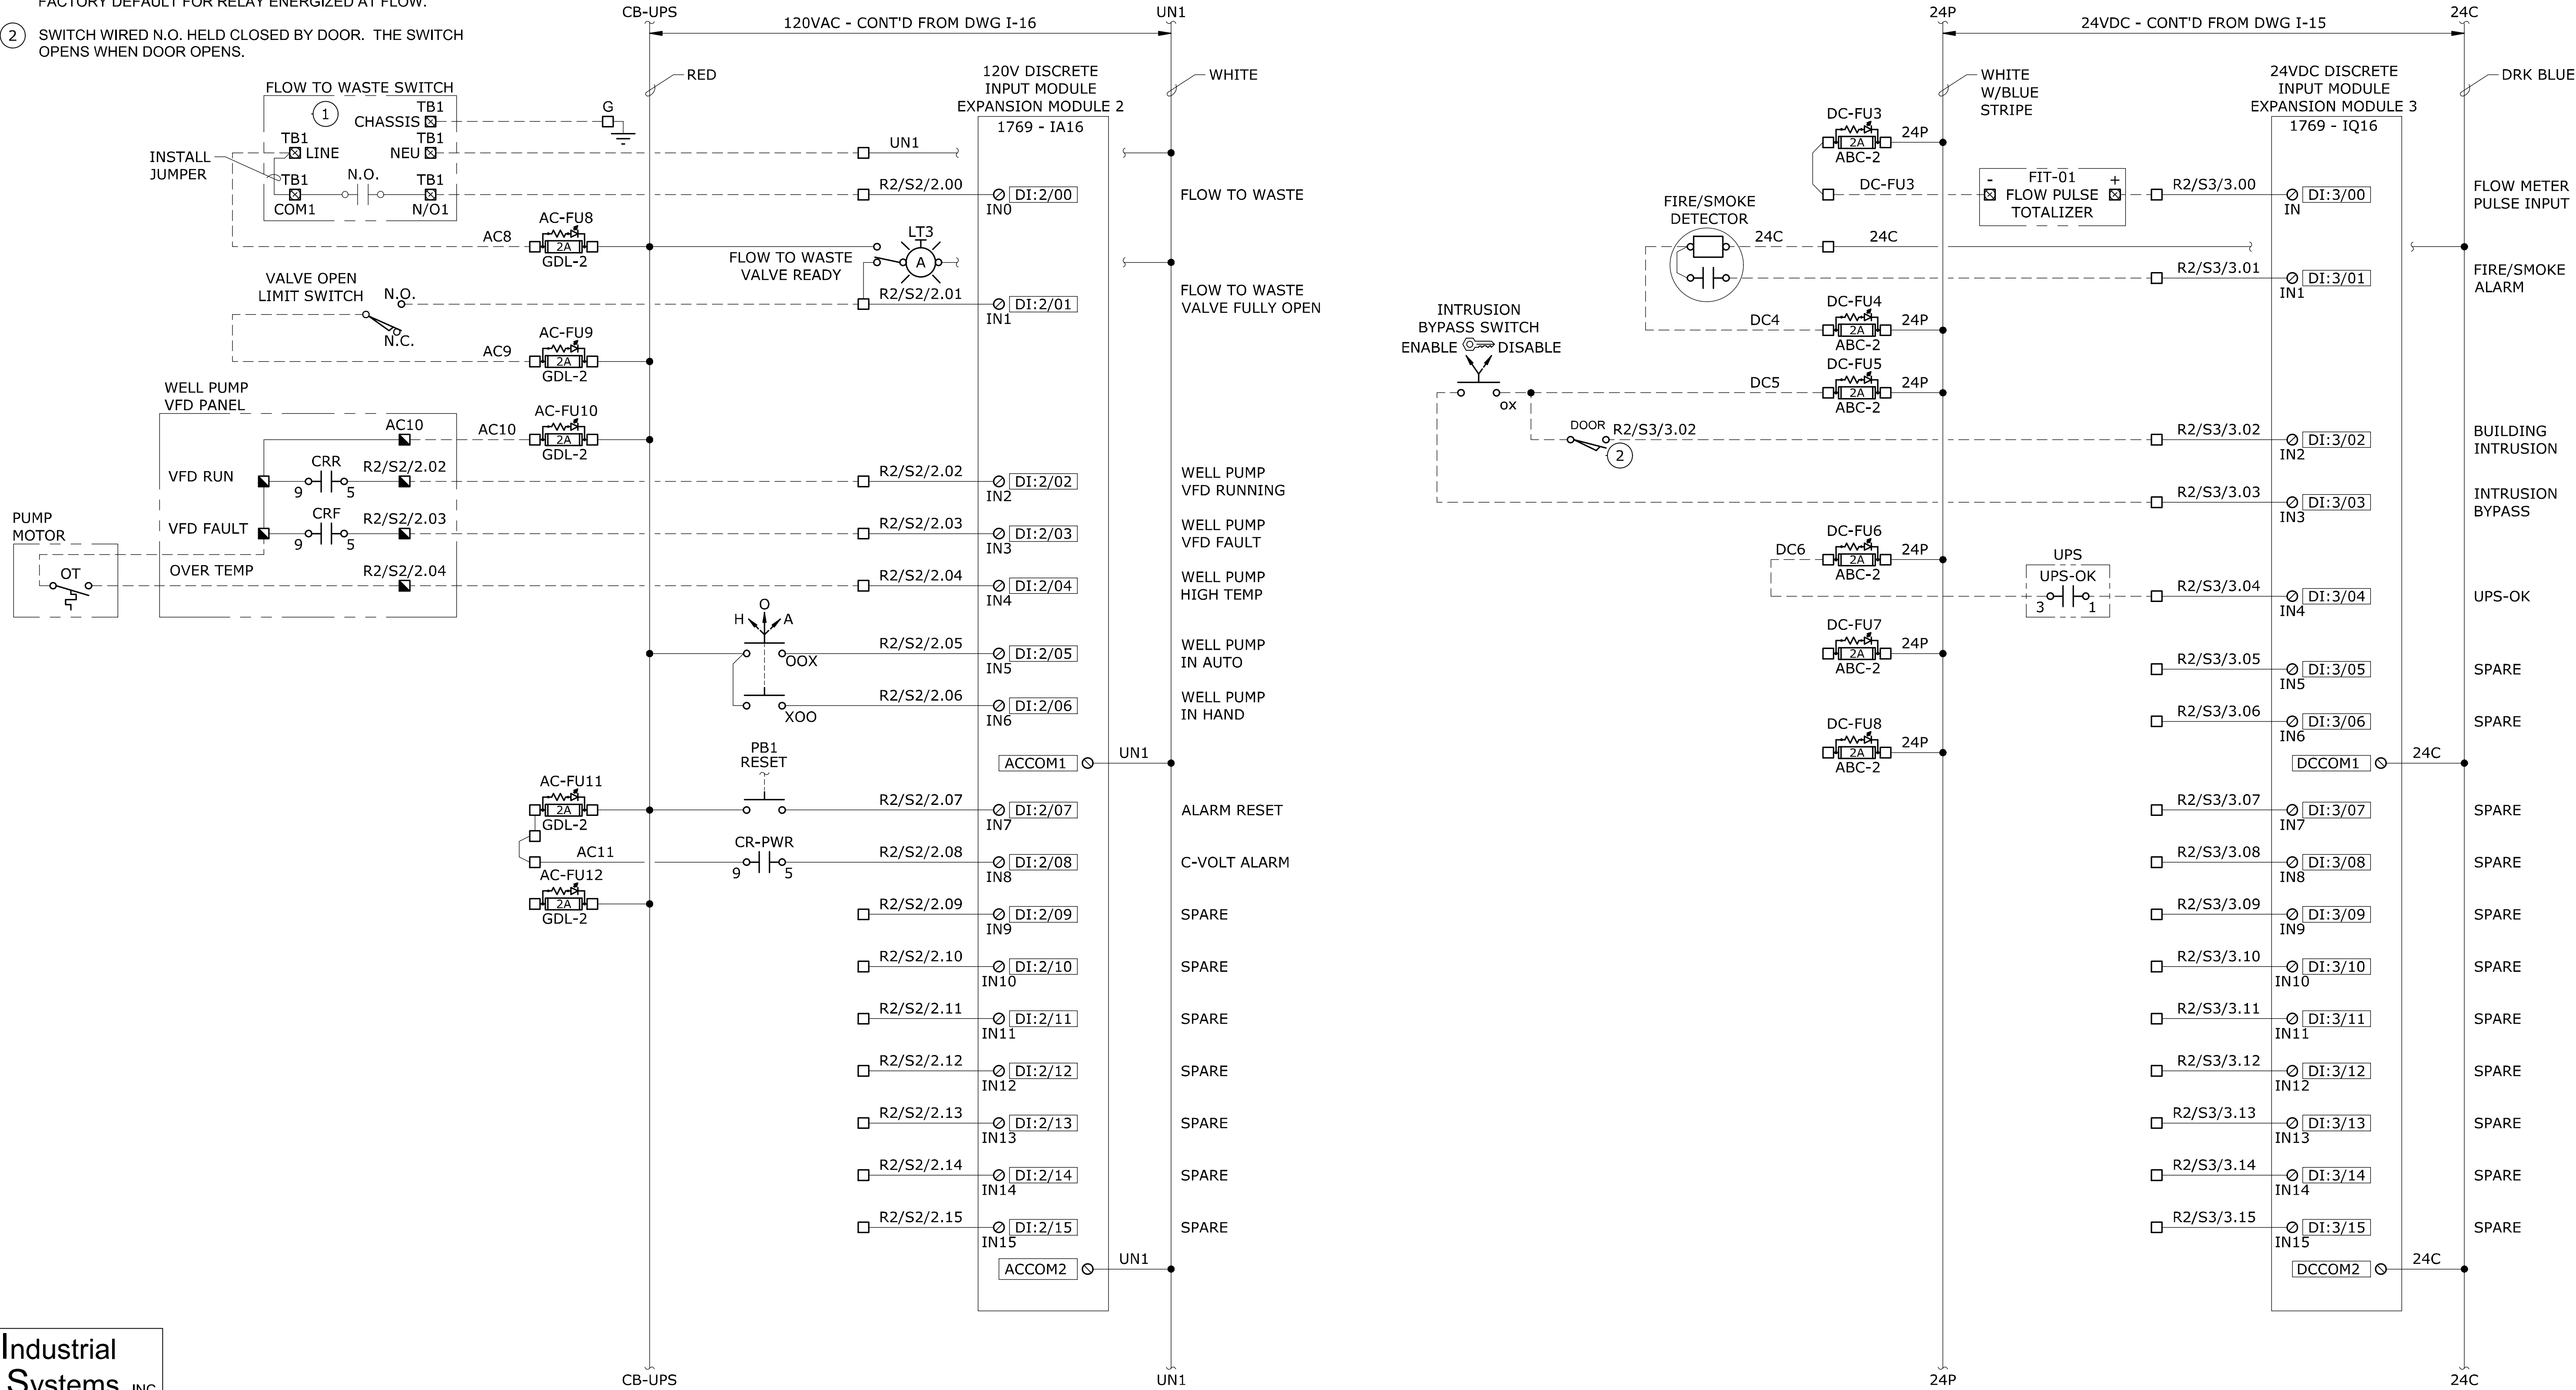 FACTORY DEFAULT FOR RELAY ENERGIZED AT FLOW.
2 SWITCH WIRED N.O. HELD CLOSED BY DOOR. THE SWITCH
OPENS WHEN DOOR OPENS.
CB-UPS
120VAC - CONT'D FROM DWG I-16
UN1
RED
WHITE
120V DISCRETE
INPUT MODULE
EXPANSION MODULE 2
1769 - IA16
FLOW TO WASTE SWITCH
1
TB1
CHASSIS
G
TB1
LINE
TB1
NEU
INSTALL
JUMPER
N.O.
TB1
COM1
TB1
N/O1
UN1
R2/S2/2.00
DI:2/00
IN0
FLOW TO WASTE
AC8
AC-FU8
2A
GDL-2
FLOW TO WASTE
VALVE READY
LT3
A
VALVE OPEN
LIMIT SWITCH
N.O.
N.C.
R2/S2/2.01
DI:2/01
IN1
FLOW TO WASTE
VALVE FULLY OPEN
AC9
AC-FU9
2A
GDL-2
WELL PUMP
VFD PANEL
AC10
AC10
AC-FU10
2A
GDL-2
VFD RUN
CRR
9
5
R2/S2/2.02
R2/S2/2.02
DI:2/02
IN2
WELL PUMP
VFD RUNNING
VFD FAULT
CRF
9
5
R2/S2/2.03
R2/S2/2.03
DI:2/03
IN3
WELL PUMP
VFD FAULT
PUMP
MOTOR
OT
OVER TEMP
R2/S2/2.04
R2/S2/2.04
DI:2/04
IN4
WELL PUMP
HIGH TEMP
H
O
A
OOX
R2/S2/2.05
DI:2/05
IN5
WELL PUMP
IN AUTO
XOO
R2/S2/2.06
DI:2/06
IN6
WELL PUMP
IN HAND
ACCOM1
UN1
PB1
RESET
AC-FU11
2A
GDL-2
R2/S2/2.07
DI:2/07
IN7
ALARM RESET
AC11
CR-PWR
9
5
R2/S2/2.08
DI:2/08
IN8
C-VOLT ALARM
AC-FU12
2A
GDL-2
R2/S2/2.09
DI:2/09
IN9
SPARE
R2/S2/2.10
DI:2/10
IN10
SPARE
R2/S2/2.11
DI:2/11
IN11
SPARE
R2/S2/2.12
DI:2/12
IN12
SPARE
R2/S2/2.13
DI:2/13
IN13
SPARE
R2/S2/2.14
DI:2/14
IN14
SPARE
R2/S2/2.15
DI:2/15
IN15
SPARE
ACCOM2
UN1
CB-UPS
UN1
24P
24VDC - CONT'D FROM DWG I-15
24C
WHITE
W/BLUE
STRIPE
DRK BLUE
24VDC DISCRETE
INPUT MODULE
EXPANSION MODULE 3
1769 - IQ16
DC-FU3
2A
ABC-2
24P
DC-FU3
FIT-01
- FLOW PULSE +
TOTALIZER
R2/S3/3.00
DI:3/00
IN
FLOW METER
PULSE INPUT
FIRE/SMOKE
DETECTOR
24C
24C
R2/S3/3.01
DI:3/01
IN1
FIRE/SMOKE
ALARM
DC4
DC-FU4
2A
ABC-2
24P
INTRUSION
BYPASS SWITCH
ENABLE
DISABLE
OX
DC5
DC-FU5
2A
ABC-2
24P
DOOR
R2/S3/3.02
2
R2/S3/3.02
DI:3/02
IN2
BUILDING
INTRUSION
R2/S3/3.03
DI:3/03
IN3
INTRUSION
BYPASS
DC6
DC-FU6
2A
ABC-2
24P
UPS
UPS-OK
3
1
R2/S3/3.04
DI:3/04
IN4
UPS-OK
DC-FU7
2A
ABC-2
24P
R2/S3/3.05
DI:3/05
IN5
SPARE
R2/S3/3.06
DI:3/06
IN6
SPARE
DC-FU8
2A
ABC-2
24P
DCCOM1
24C
R2/S3/3.07
DI:3/07
IN7
SPARE
R2/S3/3.08
DI:3/08
IN8
SPARE
R2/S3/3.09
DI:3/09
IN9
SPARE
R2/S3/3.10
DI:3/10
IN10
SPARE
R2/S3/3.11
DI:3/11
IN11
SPARE
R2/S3/3.12
DI:3/12
IN12
SPARE
R2/S3/3.13
DI:3/13
IN13
SPARE
R2/S3/3.14
DI:3/14
IN14
SPARE
R2/S3/3.15
DI:3/15
IN15
SPARE
DCCOM2
24C
24P
24C
Industrial
Systems, INC